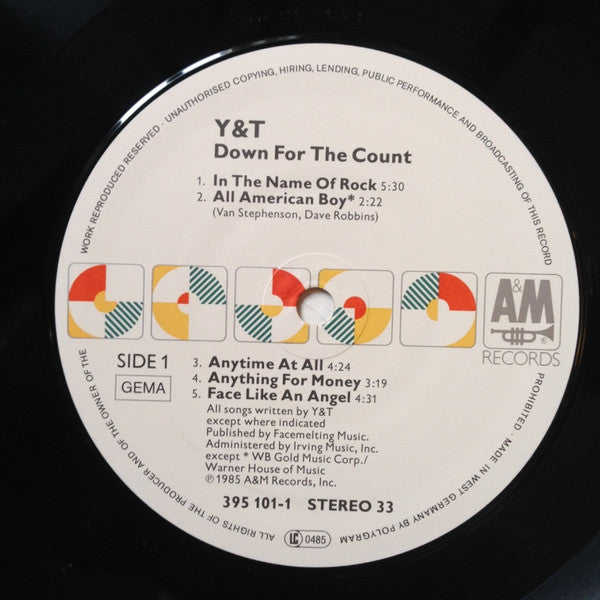 WORK REPRODUCED RESERVED · UNAUTHORISED COPYING, HIRING, LENDING, PUBLIC PERFORMANCE AND BROADCASTING OF THIS RECORD
PROHIBITED · MADE IN WEST GERMANY BY POLYGRAM
ALL RIGHTS OF THE PRODUCER AND OF THE OWNER OF THE
Y&T
Down For The Count
1. In The Name Of Rock 5:30
2. All American Boy* 2:22
(Van Stephenson, Dave Robbins)
A&M
RECORDS
SIDE 1
GEMA
3. Anytime At All 4:24
4. Anything For Money 3:19
5. Face Like An Angel 4:31
All songs written by Y&T
except where indicated
Published by Facemelting Music.
Administered by Irving Music, Inc.
except * WB Gold Music Corp./
Warner House of Music
℗ 1985 A&M Records, Inc.
395 101-1 STEREO 33
LC 0485